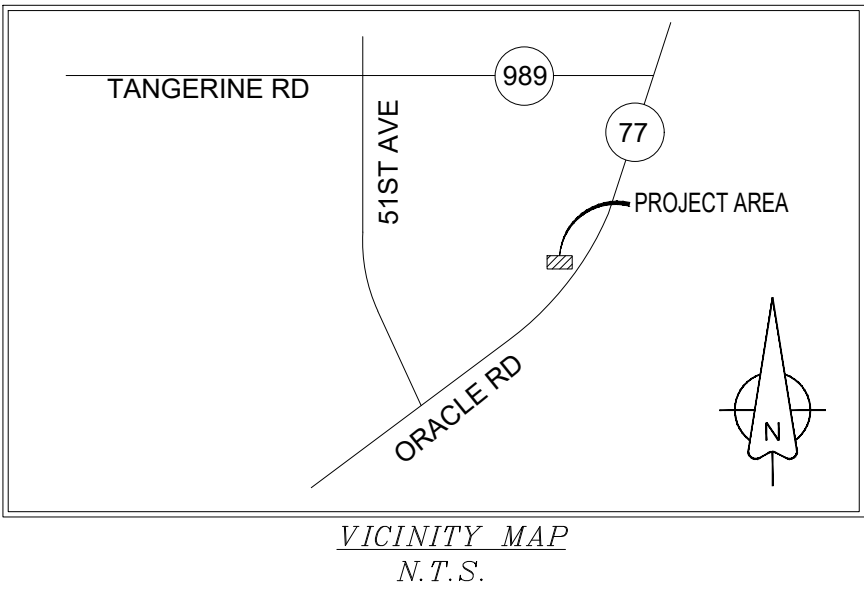 989
TANGERINE RD
51ST AVE
77
PROJECT AREA
ORACLE RD
N
VICINITY MAP
N.T.S.